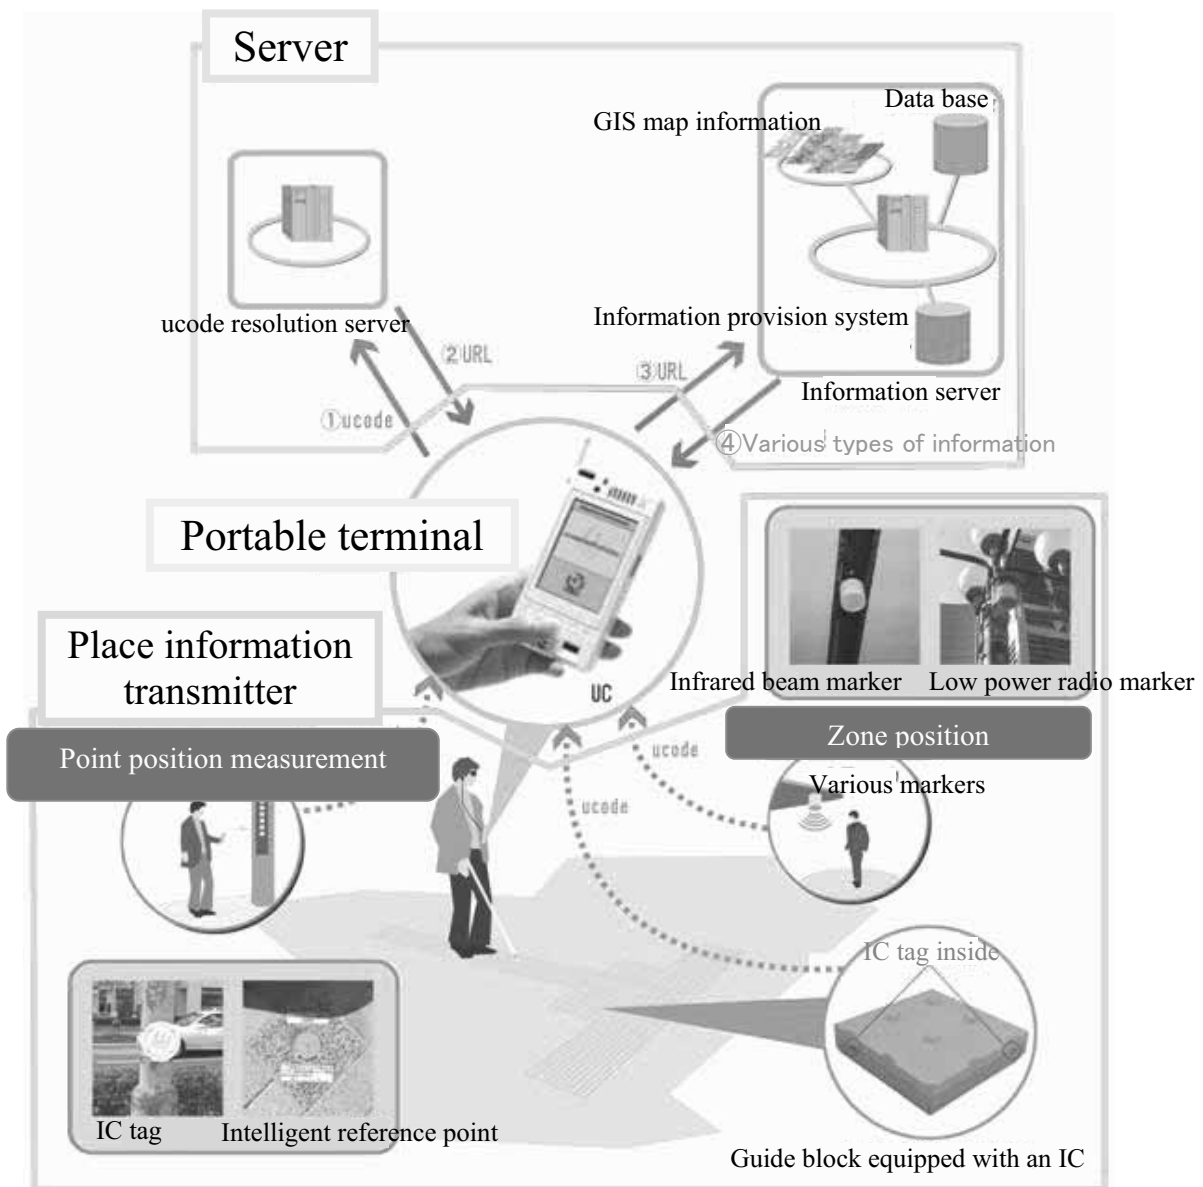 Server
Data base
GIS map information
ucode resolution server
Information provision system
②URL
③URL
Information server
①ucode
④Various types of information
Portable terminal
Place information
transmitter
UC
Infrared beam marker
Low power radio marker
Point position measurement
Zone position
ucode
Various markers
ucode
IC tag inside
IC tag
Intelligent reference point
Guide block equipped with an IC